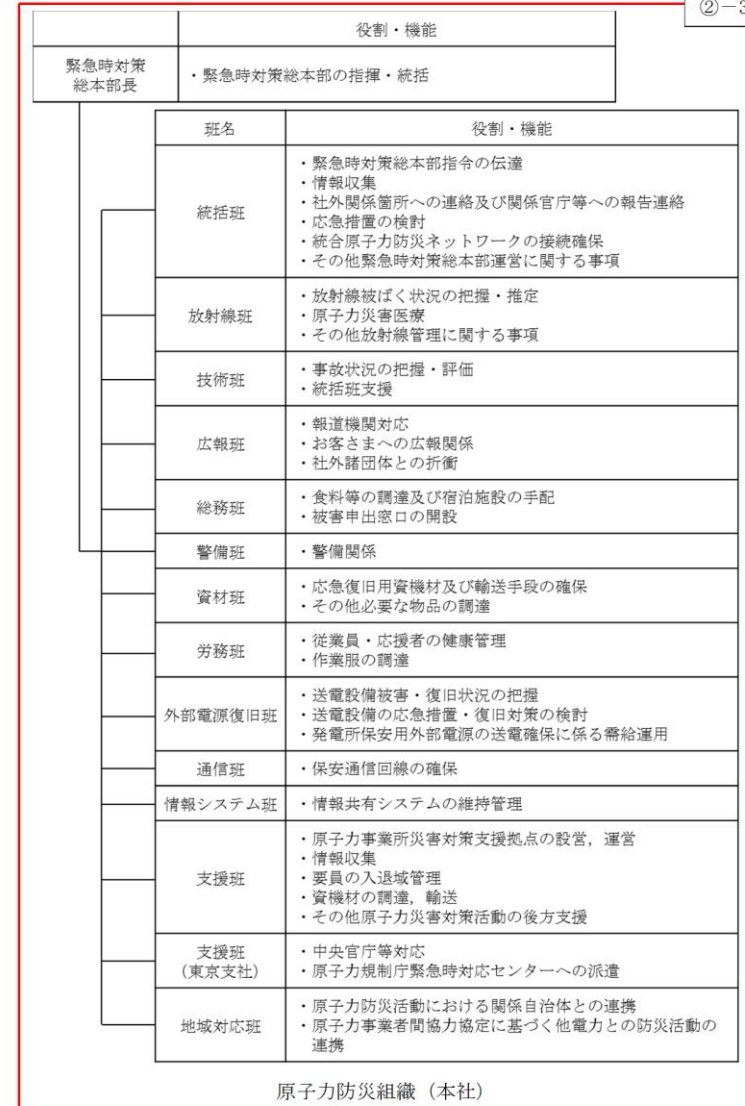 ②-3
役割・機能
緊急時対策
総本部長
・緊急時対策総本部の指揮・統括
班名
役割・機能
統括班
・緊急時対策総本部指令の伝達
・情報収集
・社外関係箇所への連絡及び関係官庁等への報告連絡
・応急措置の検討
・統合原子力防災ネットワークの接続確保
・その他緊急時対策総本部運営に関する事項
放射線班
・放射線被ばく状況の把握・推定
・原子力災害医療
・その他放射線管理に関する事項
技術班
・事故状況の把握・評価
・統括班支援
広報班
・報道機関対応
・お客さまへの広報関係
・社外諸団体との折衝
総務班
・食料等の調達及び宿泊施設の手配
・被害申出窓口の開設
警備班
・警備関係
資材班
・応急復旧用資機材及び輸送手段の確保
・その他必要な物品の調達
労務班
・従業員・応援者の健康管理
・作業服の調達
外部電源復旧班
・送電設備被害・復旧状況の把握
・送電設備の応急措置・復旧対策の検討
・発電所保安用外部電源の送電確保に係る需給運用
通信班
・保安通信回線の確保
情報システム班
・情報共有システムの維持管理
支援班
・原子力事業所災害対策支援拠点の設営，運営
・情報収集
・要員の入退域管理
・資機材の調達，輸送
・その他原子力災害対策活動の後方支援
支援班
(東京支社)
・中央官庁等対応
・原子力規制庁緊急時対応センターへの派遣
地域対応班
・原子力防災活動における関係自治体との連携
・原子力事業者間協力協定に基づく他電力との防災活動の
連携
原子力防災組織（本社）